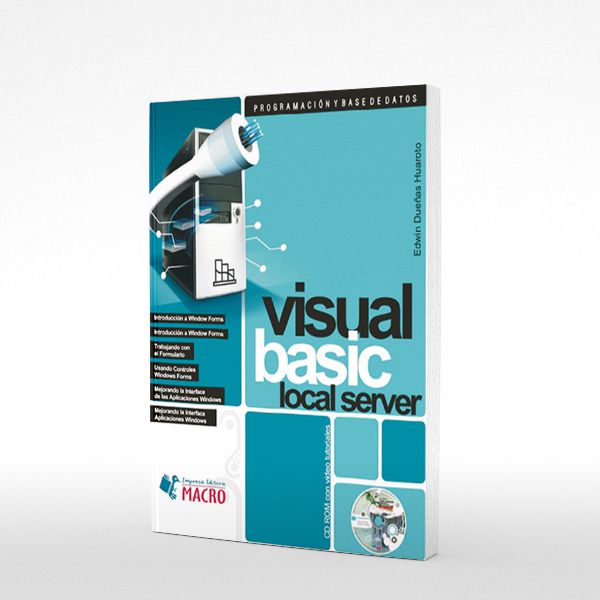 PROGRAMACIÓN Y BASE DE DATOS
Edwin Dueñas Huaroto
visual
basic
local server
Introducción a Window Forms
Introducción a Window Forms
Trabajando con
el Formulario
Usando Controles
Windows Forms
Mejorando la Interface
de las Aplicaciones Windows
Mejorando la Interface
Aplicaciones Windows
Empresa Editora
MACRO
CD ROM con video tutoriales